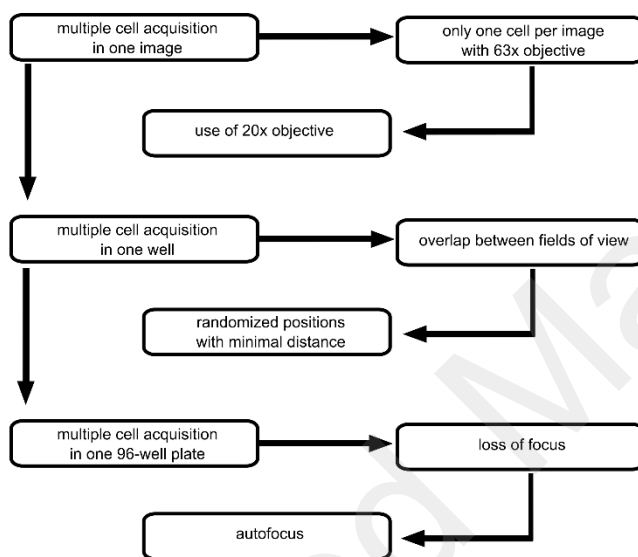 multiple cell acquisition
in one image
only one cell per image
with 63x objective
use of 20x objective
multiple cell acquisition
in one well
overlap between fields of view
randomized positions
with minimal distance
multiple cell acquisition
in one 96-well plate
loss of focus
autofocus